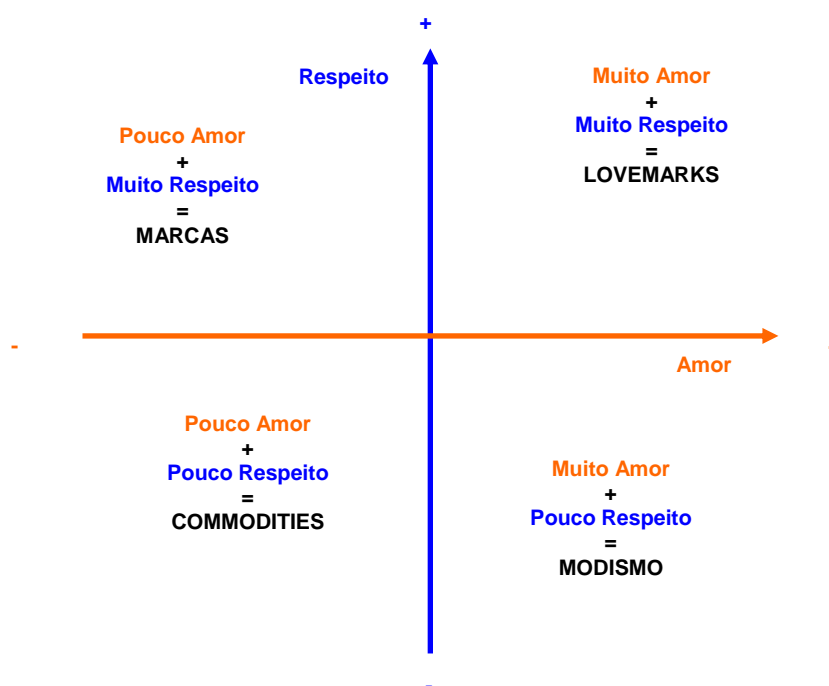 +
Respeito
Muito Amor
+
Muito Respeito
=
LOVEMARKS
Pouco Amor
+
Muito Respeito
=
MARCAS
-
Amor
Pouco Amor
+
Pouco Respeito
=
COMMODITIES
Muito Amor
+
Pouco Respeito
=
MODISMO
-